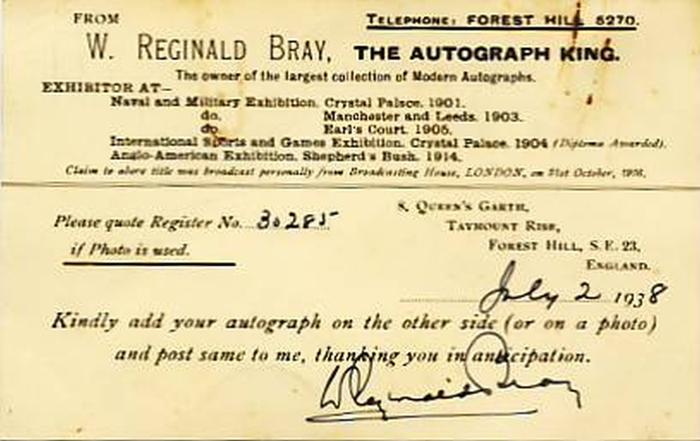 FROM
TELEPHONE: FOREST HILL 5270.
W. REGINALD BRAY, THE AUTOGRAPH KING.
The owner of the largest collection of Modern Autographs.
EXHIBITOR AT—
Naval and Military Exhibition, Crystal Palace. 1901.
do. Manchester and Leeds. 1903.
do. Earl's Court. 1905.
International Sports and Games Exhibition. Crystal Palace. 1904 (Diploma Awarded).
Anglo-American Exhibition, Shepherd's Bush. 1914.
Claim to above title was broadcast personally from Broadcasting House, LONDON, on 31st October, 1936.
Please quote Register No. 30285
if Photo is used.
8, QUEEN'S GARTH,
TAYMOUNT RISE,
FOREST HILL, S.E. 23,
ENGLAND.
July 2 1938
Kindly add your autograph on the other side (or on a photo)
and post same to me, thanking you in anticipation.
W Reginald Bray